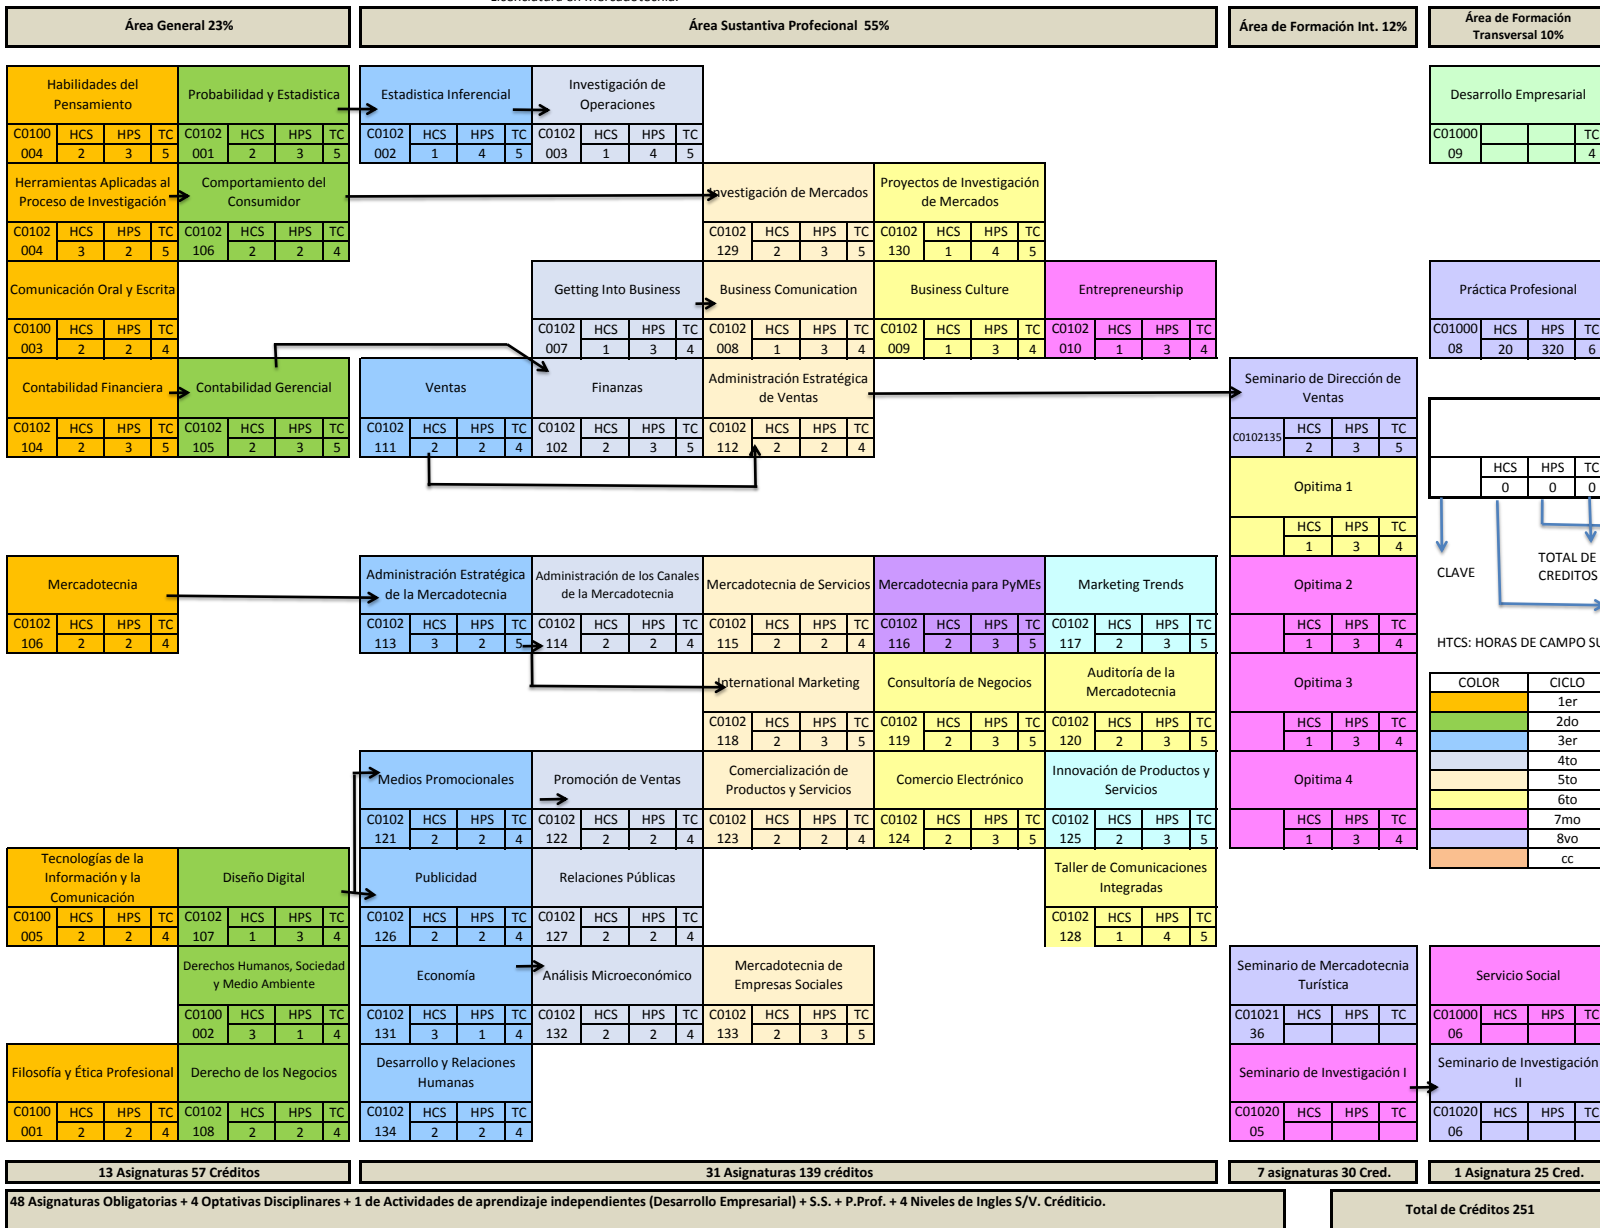 Licenciatura en Mercadotecnia.
Área General 23%
Área Sustantiva Profecional 55%
Área de Formación Int. 12%
Área de Formación
Transversal 10%
Habilidades del
Pensamiento
C0100 HCS HPS TC
004 2 3 5
Probabilidad y Estadistica
C0102 HCS HPS TC
001 2 3 5
Estadistica Inferencial
C0102 HCS HPS TC
002 1 4 5
Investigación de
Operaciones
C0102 HCS HPS TC
003 1 4 5
Desarrollo Empresarial
C01000 TC
09 4
Herramientas Aplicadas al
Proceso de Investigación
C0102 HCS HPS TC
004 3 2 5
Comportamiento del
Consumidor
C0102 HCS HPS TC
106 2 2 4
Investigación de Mercados
C0102 HCS HPS TC
129 2 3 5
Proyectos de Investigación
de Mercados
C0102 HCS HPS TC
130 1 4 5
Comunicación Oral y Escrita
C0100 HCS HPS TC
003 2 2 4
Getting Into Business
C0102 HCS HPS TC
007 1 3 4
Business Comunication
C0102 HCS HPS TC
008 1 3 4
Business Culture
C0102 HCS HPS TC
009 1 3 4
Entrepreneurship
C0102 HCS HPS TC
010 1 3 4
Práctica Profesional
C01000 HCS HPS TC
08 20 320 6
Contabilidad Financiera
C0102 HCS HPS TC
104 2 3 5
Contabilidad Gerencial
C0102 HCS HPS TC
105 2 3 5
Ventas
C0102 HCS HPS TC
111 2 2 4
Finanzas
C0102 HCS HPS TC
102 2 3 5
Administración Estratégica
de Ventas
C0102 HCS HPS TC
112 2 2 4
Seminario de Dirección de
Ventas
C0102135 HCS HPS TC
2 3 5
HCS HPS TC
0 0 0
CLAVE
TOTAL DE
CREDITOS
HTCS: HORAS DE CAMPO SU
Opitima 1
HCS HPS TC
1 3 4
Mercadotecnia
C0102 HCS HPS TC
106 2 2 4
Administración Estratégica
de la Mercadotecnia
C0102 HCS HPS TC
113 3 2 5
Administración de los Canales
de la Mercadotecnia
C0102 HCS HPS TC
114 2 2 4
Mercadotecnia de Servicios
C0102 HCS HPS TC
115 2 2 4
Mercadotecnia para PyMEs
C0102 HCS HPS TC
116 2 3 5
Marketing Trends
C0102 HCS HPS TC
117 2 3 5
Opitima 2
HCS HPS TC
1 3 4
International Marketing
C0102 HCS HPS TC
118 2 3 5
Consultoría de Negocios
C0102 HCS HPS TC
119 2 3 5
Auditoría de la
Mercadotecnia
C0102 HCS HPS TC
120 2 3 5
Opitima 3
HCS HPS TC
1 3 4
COLOR CICLO
1er
2do
3er
4to
5to
6to
7mo
8vo
cc
Medios Promocionales
C0102 HCS HPS TC
121 2 2 4
Promoción de Ventas
C0102 HCS HPS TC
122 2 2 4
Comercialización de
Productos y Servicios
C0102 HCS HPS TC
123 2 2 4
Comercio Electrónico
C0102 HCS HPS TC
124 2 3 5
Innovación de Productos y
Servicios
C0102 HCS HPS TC
125 2 3 5
Opitima 4
HCS HPS TC
1 3 4
Tecnologías de la
Información y la
Comunicación
C0100 HCS HPS TC
005 2 2 4
Diseño Digital
C0102 HCS HPS TC
107 1 3 4
Publicidad
C0102 HCS HPS TC
126 2 2 4
Relaciones Públicas
C0102 HCS HPS TC
127 2 2 4
Taller de Comunicaciones
Integradas
C0102 HCS HPS TC
128 1 4 5
Derechos Humanos, Sociedad
y Medio Ambiente
C0100 HCS HPS TC
002 3 1 4
Economía
C0102 HCS HPS TC
131 3 1 4
Análisis Microeconómico
C0102 HCS HPS TC
132 2 2 4
Mercadotecnia de
Empresas Sociales
C0102 HCS HPS TC
133 2 3 5
Seminario de Mercadotecnia
Turística
C01021 HCS HPS TC
36
Servicio Social
C01000 HCS HPS TC
06
Filosofía y Ética Profesional
C0100 HCS HPS TC
001 2 2 4
Derecho de los Negocios
C0102 HCS HPS TC
108 2 2 4
Desarrollo y Relaciones
Humanas
C0102 HCS HPS TC
134 2 2 4
Seminario de Investigación I
C01020 HCS HPS TC
05
Seminario de Investigación
II
C01020 HCS HPS TC
06
13 Asignaturas 57 Créditos
31 Asignaturas 139 créditos
7 asignaturas 30 Cred.
1 Asignatura 25 Cred.
48 Asignaturas Obligatorias + 4 Optativas Disciplinares + 1 de Actividades de aprendizaje independientes (Desarrollo Empresarial) + S.S. + P.Prof. + 4 Niveles de Ingles S/V. Créditicio.
Total de Créditos 251